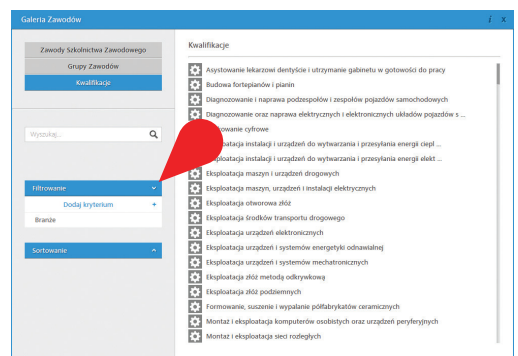 Galeria Zawodów
i x
Zawody Szkolnictwa Zawodowego
Grupy Zawodów
Kwalifikacje
Wyszukaj...
Filtrowanie
Dodaj kryterium +
Branże
Sortowanie
Kwalifikacje
Asystowanie lekarzowi dentyście i utrzymanie gabinetu w gotowości do pracy
Budowa fortepianów i pianin
Diagnozowanie i naprawa podzespołów i zespołów pojazdów samochodowych
Diagnozowanie oraz naprawa elektrycznych i elektronicznych układów pojazdów s ...
cyfrowe
instalacji i urządzeń do wytwarzania i przesyłania energii ciepl ...
instalacji i urządzeń do wytwarzania i przesyłania energii elekt ...
Eksploatacja maszyn i urządzeń drogowych
Eksploatacja maszyn, urządzeń i instalacji elektrycznych
Eksploatacja otworowa złóż
Eksploatacja środków transportu drogowego
Eksploatacja urządzeń elektronicznych
Eksploatacja urządzeń i systemów energetyki odnawialnej
Eksploatacja urządzeń i systemów mechatronicznych
Eksploatacja złóż metodą odkrywkową
Eksploatacja złóż podziemnych
Formowanie, suszenie i wypalanie półfabrykatów ceramicznych
Montaż i eksploatacja komputerów osobistych oraz urządzeń peryferyjnych
Montaż i eksploatacja sieci rozległych